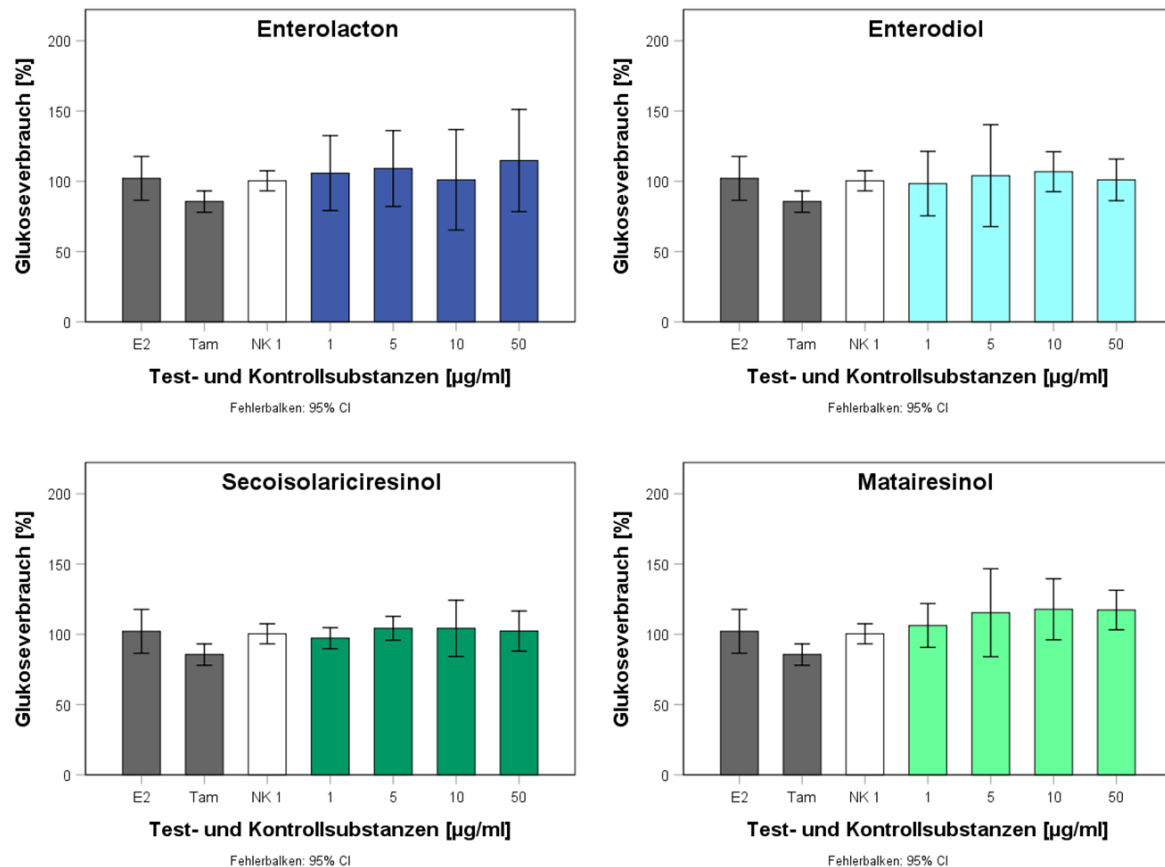 Enterolacton
Glukoseverbrauch [%]
200
150
100
50
0
E2 Tam NK 1 1 5 10 50
Test- und Kontrollsubstanzen [µg/ml]
Fehlerbalken: 95% CI
Enterodiol
Glukoseverbrauch [%]
200
150
100
50
0
E2 Tam NK 1 1 5 10 50
Test- und Kontrollsubstanzen [µg/ml]
Fehlerbalken: 95% CI
Secoisolariciresinol
Glukoseverbrauch [%]
200
150
100
50
0
E2 Tam NK 1 1 5 10 50
Test- und Kontrollsubstanzen [µg/ml]
Fehlerbalken: 95% CI
Matairesinol
Glukoseverbrauch [%]
200
150
100
50
0
E2 Tam NK 1 1 5 10 50
Test- und Kontrollsubstanzen [µg/ml]
Fehlerbalken: 95% CI